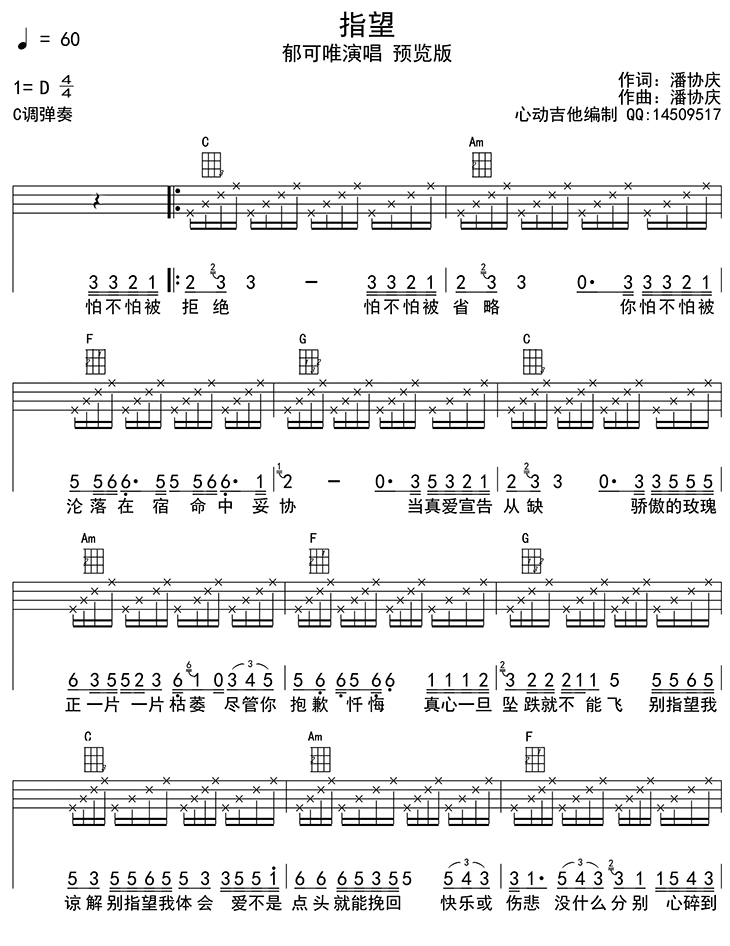 指望
♩ = 60
郁可唯演唱 预览版
1= D 4/4
作词：潘协庆
作曲：潘协庆
C调弹奏
心动吉他编制 QQ:14509517
C Am
3 3 2 1 2 2 3 3 － 3 3 2 1 2 2 3 3 0· 3 3 3 2 1
怕不怕被 拒绝 怕不怕被 省略 你怕不怕被
F G C
5 5 6 6· 5 5 6 6· 1 1 2 － 0· 3 5 3 2 1 2 2 3 3 0· 3 3 5 5 5
沦落在宿命中妥协 当真爱宣告 从缺 骄傲的玫瑰
Am F G
6 3 5 5 2 3 6 6 1 0 3 3 4 5 6 6 6 5 6 6 1 1 1 2 2 3 2 2 2 1 1 5 5 5 6 5
正一片一片枯萎 尽管你 抱歉 忏悔 真心一旦 坠跌就不能飞 别指望我
C Am F
5 3 5 5 6 5 5 3 3 5 5 1 6 6 6 5 3 5 5 3 5 4 3 3 1· 3 5 4 3 2 3 1 1 5 4 3
谅解别指望我体会 爱不是 点头就能挽回 快乐或 伤悲 没什么分别 心碎到